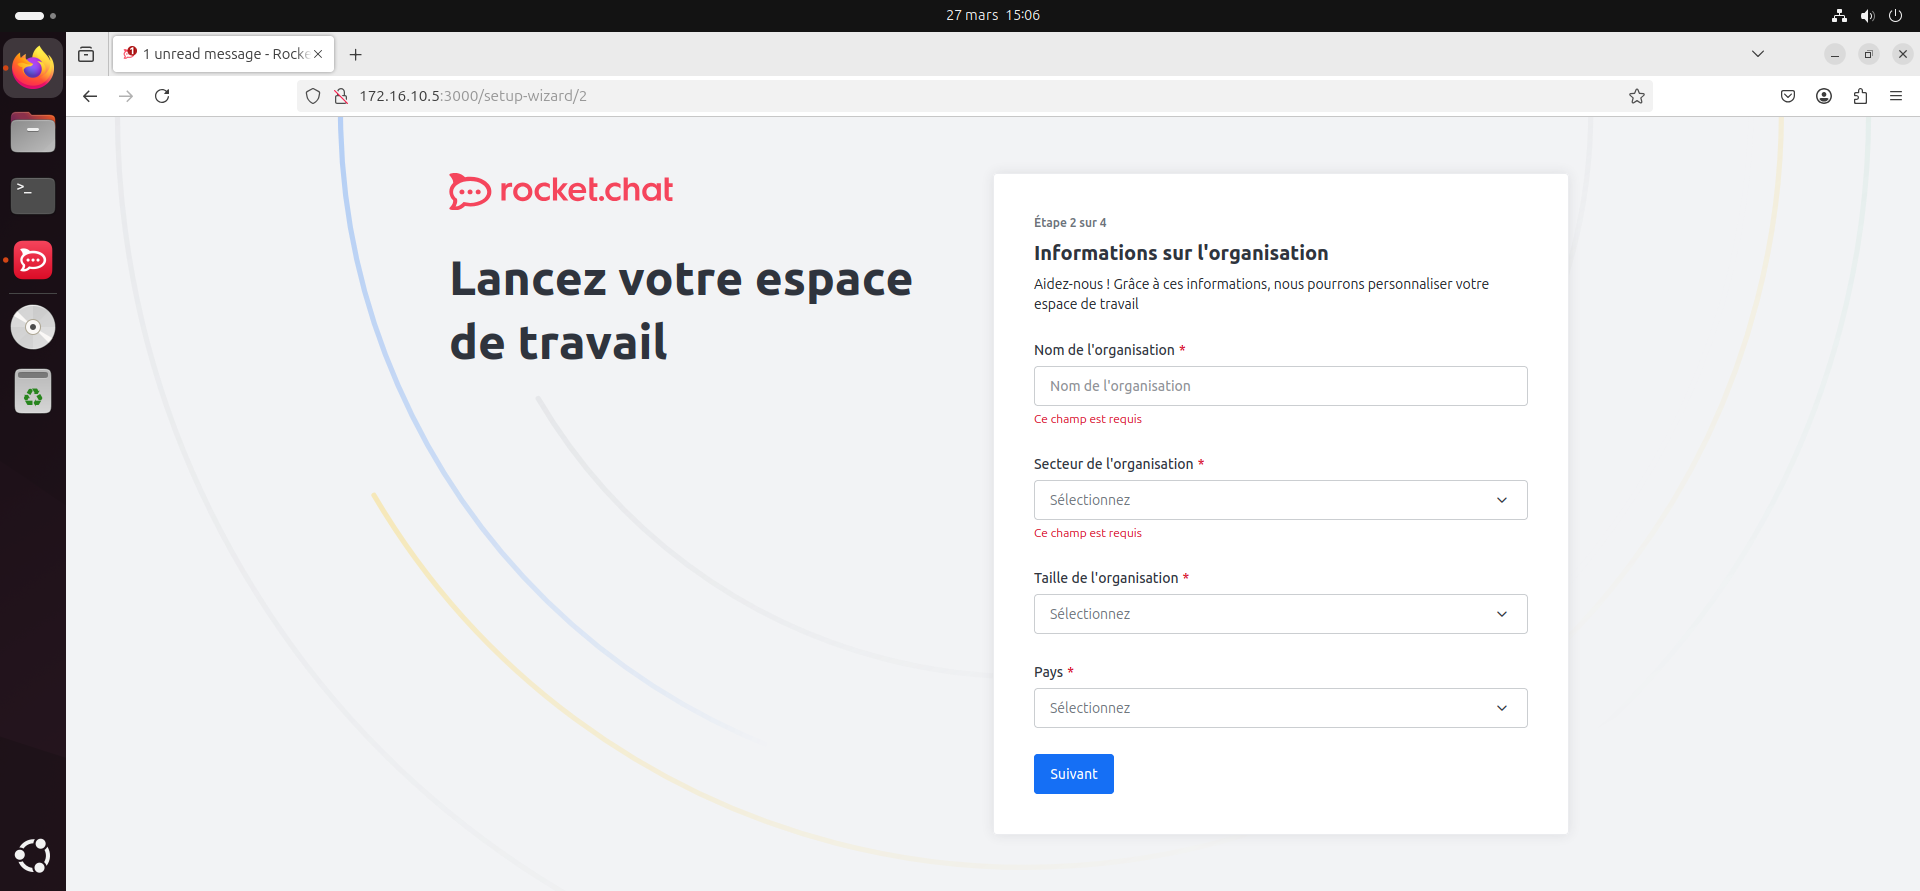 27 mars 15:06
1 unread message - Rocke
172.16.10.5:3000/setup-wizard/2
>_
rocket.chat
Lancez votre espace
de travail
Étape 2 sur 4
Informations sur l'organisation
Aidez-nous ! Grâce à ces informations, nous pourrons personnaliser votre
espace de travail
Nom de l'organisation *
Nom de l'organisation
Ce champ est requis
Secteur de l'organisation *
Sélectionnez
Ce champ est requis
Taille de l'organisation *
Sélectionnez
Pays *
Sélectionnez
Suivant